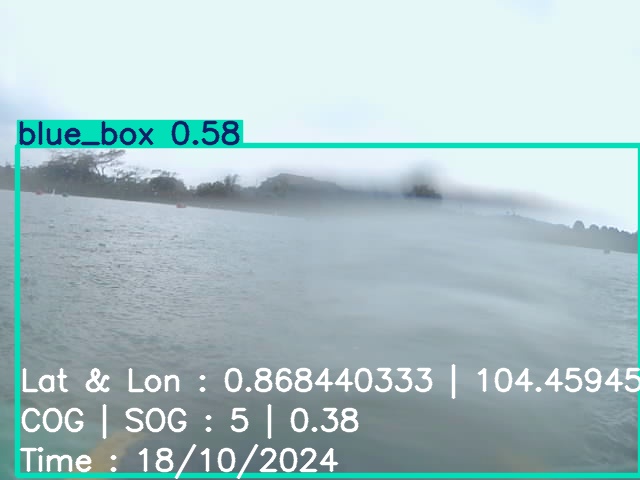 blue_box 0.58
Lat & Lon : 0.868440333 | 104.45945
COG | SOG : 5 | 0.38
Time : 18/10/2024